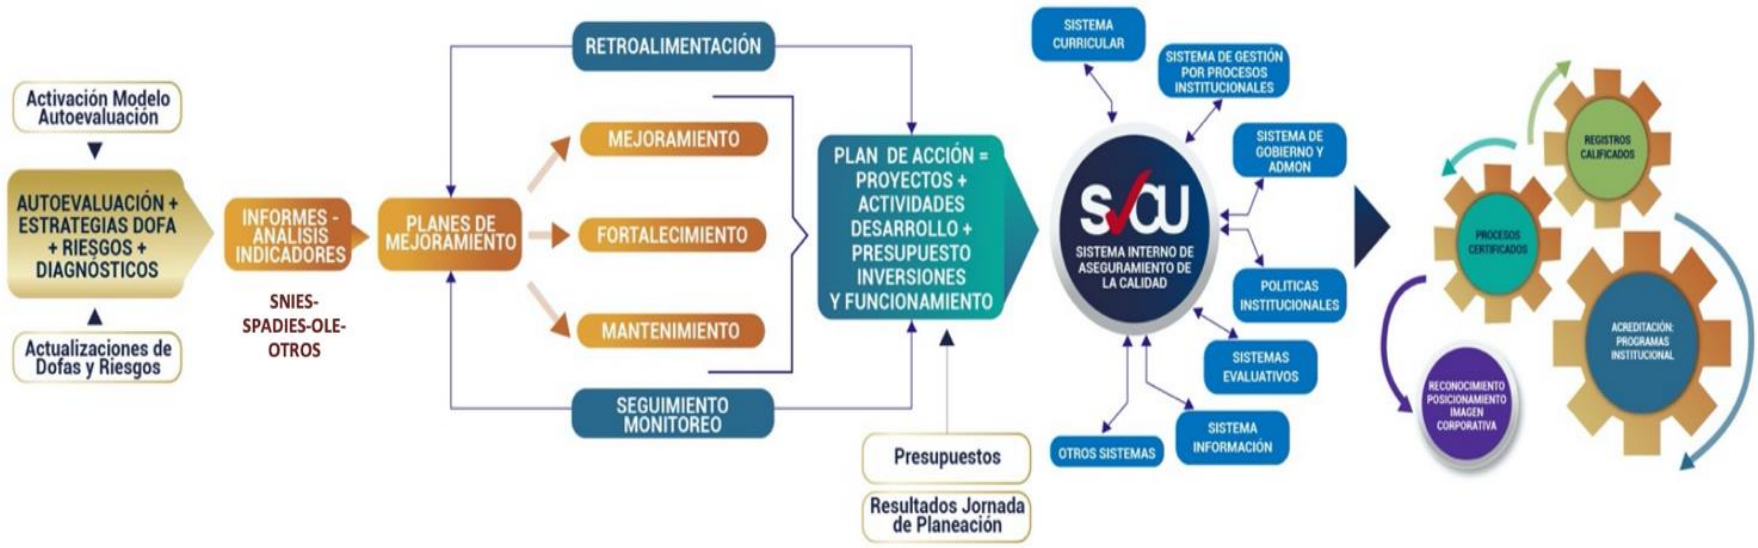 Activación Modelo
Autoevaluación
AUTOEVALUACIÓN +
ESTRATEGIAS DOFA
+ RIESGOS +
DIAGNÓSTICOS
Actualizaciones de
Dofas y Riesgos
INFORMES -
ANALISIS
INDICADORES
SNIES-
SPADIES-OLE-
OTROS
PLANES DE
MEJORAMIENTO
RETROALIMENTACIÓN
MEJORAMIENTO
FORTALECIMIENTO
MANTENIMIENTO
SEGUIMIENTO
MONITOREO
PLAN DE ACCIÓN =
PROYECTOS +
ACTIVIDADES
DESARROLLO +
PRESUPUESTO
INVERSIONES
Y FUNCIONAMIENTO
Presupuestos
Resultados Jornada
de Planeación
SISTEMA
CURRICULAR
SISTEMA DE GESTIÓN
POR PROCESOS
INSTITUCIONALES
SISTEMA DE
GOBIERNO Y
ADMON
SICU
SISTEMA INTERNO DE
ASEGURAMIENTO DE
LA CALIDAD
POLITICAS
INSTITUCIONALES
SISTEMAS
EVALUATIVOS
SISTEMA
INFORMACIÓN
OTROS SISTEMAS
REGISTROS
CALIFICADOS
PROCESOS
CERTIFICADOS
ACREDITACIÓN:
PROGRAMAS
INSTITUCIONAL
RECONOCIMIENTO
POSICIONAMIENTO
IMAGEN
CORPORATIVA